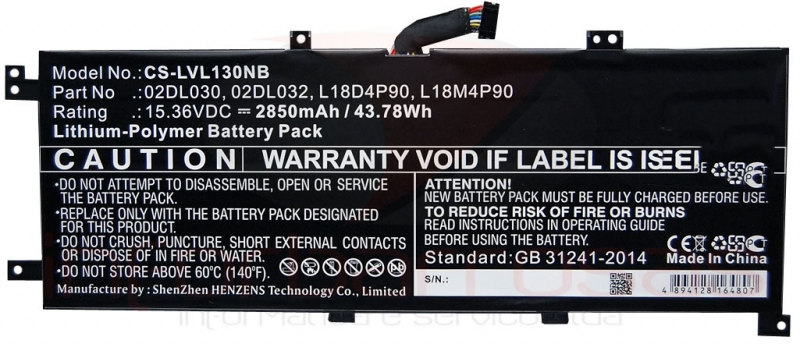 Model No.:CS-LVL130NB
Part No :02DL030, 02DL032, L18D4P90, L18M4P90
Rating :15.36VDC ⎓ 2850mAh / 43.78Wh
Lithium-Polymer Battery Pack
CAUTION
WARRANTY VOID IF LABEL IS
•DO NOT ATTEMPT TO DISASSEMBLE, OPEN OR SERVICE
THE BATTERY PACK.
•REPLACE ONLY WITH THE BATTERY PACK DESIGNATED
FOR THIS PRODUCT.
•DO NOT CRUSH, PUNCTURE, SHORT EXTERNAL CONTACTS
OR DISPOSE OF IN FIRE OR WATER.
•DO NOT STORE ABOVE 60°C (140°F).
Manufacture by : ShenZhen HENZENS Technology Co., Limited
ATTENTION!
NEW BATTERY PACK MUST BE FULLY CHARGED BEFORE USE.
TO REDUCE RISK OF FIRE OR BURNS
READ INSTRUCTIONS IN OPERATING GUIDE
BEFORE USING BATTERY PACK.
Standard:GB 31241-2014
CE
Made In China
S/N:
4 894128 164807